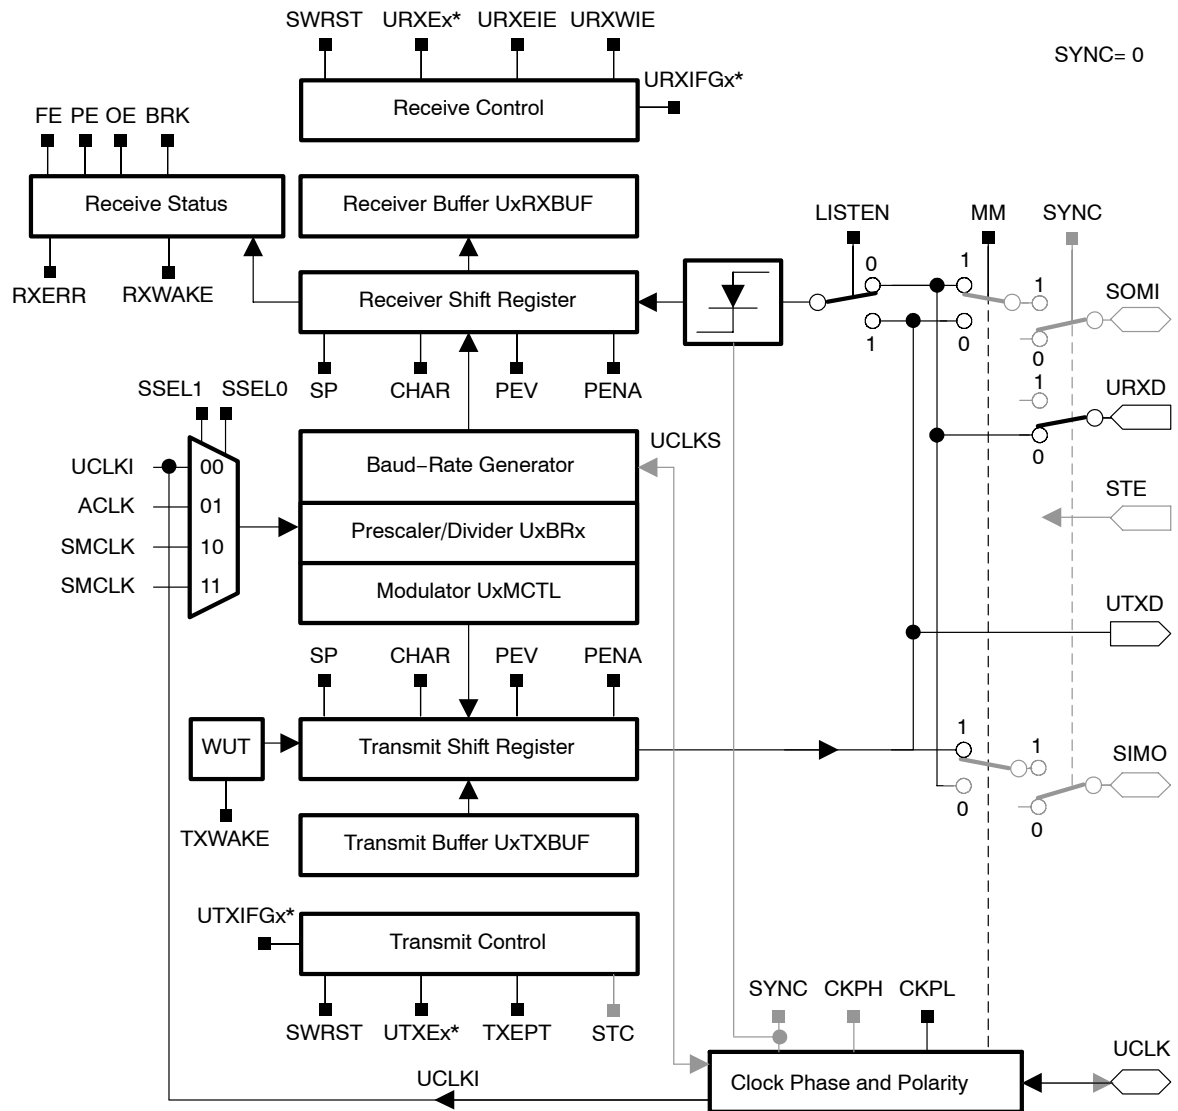 SWRST URXEx* URXEIE URXWIE
SYNC= 0
URXIFGx*
Receive Control
FE PE OE BRK
Receive Status
Receiver Buffer UxRXBUF
LISTEN MM SYNC
RXERR RXWAKE
Receiver Shift Register
0 1 1
SOMI
1 0 0
SP CHAR PEV PENA
SSEL1 SSEL0
1
URXD
0
UCLKS
UCLKI 00
Baud–Rate Generator
ACLK 01
STE
Prescaler/Divider UxBRx
SMCLK 10
SMCLK 11
Modulator UxMCTL
UTXD
SP CHAR PEV PENA
WUT
Transmit Shift Register
1 1
SIMO
0 0
TXWAKE
Transmit Buffer UxTXBUF
UTXIFGx*
Transmit Control
SYNC CKPH CKPL
SWRST UTXEx* TXEPT STC
UCLK
UCLKI
Clock Phase and Polarity